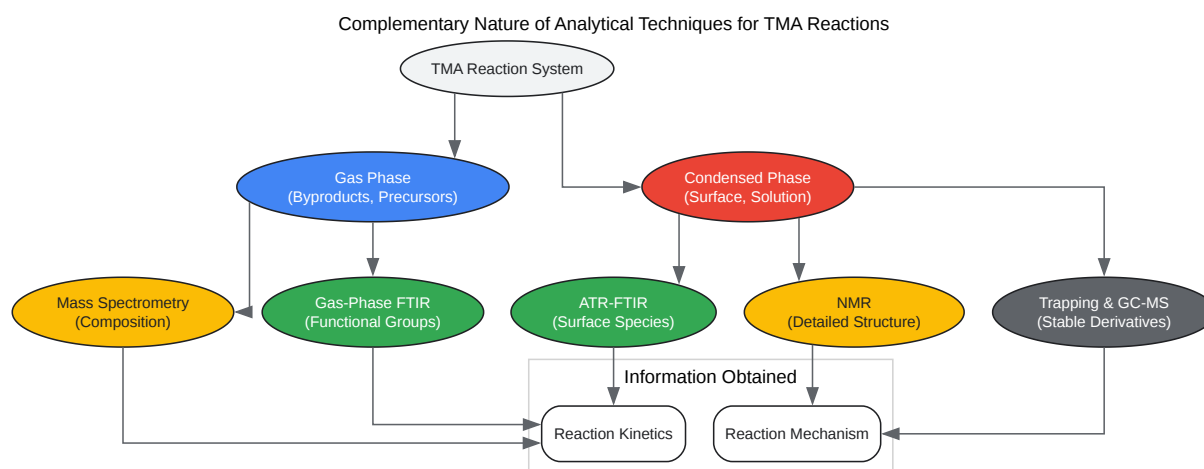 Complementary Nature of Analytical Techniques for TMA Reactions
TMA Reaction System
Gas Phase
(Byproducts, Precursors)
Condensed Phase
(Surface, Solution)
Mass Spectrometry
(Composition)
Gas-Phase FTIR
(Functional Groups)
ATR-FTIR
(Surface Species)
NMR
(Detailed Structure)
Trapping & GC-MS
(Stable Derivatives)
Information Obtained
Reaction Kinetics
Reaction Mechanism